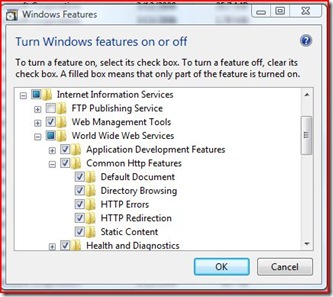 Windows Features
Turn Windows features on or off
To turn a feature on, select its check box. To turn a feature off, clear its
check box. A filled box means that only part of the feature is turned on.
Internet Information Services
FTP Publishing Service
Web Management Tools
World Wide Web Services
Application Development Features
Common Http Features
Default Document
Directory Browsing
HTTP Errors
HTTP Redirection
Static Content
Health and Diagnostics
OK Cancel